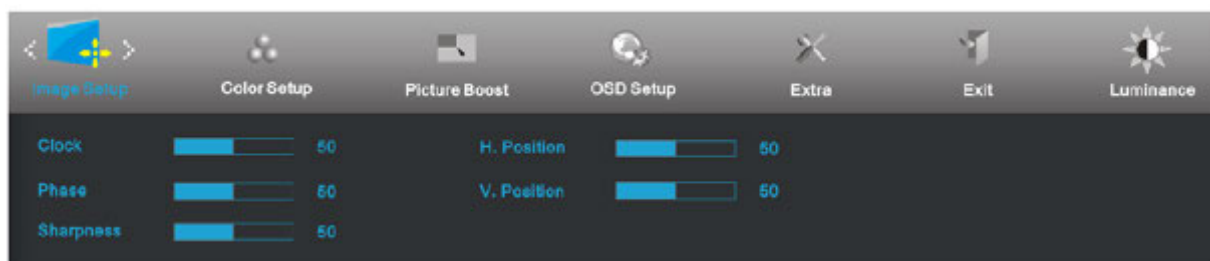 Image Setup Color Setup Picture Boost OSD Setup Extra Exit Luminance
Clock 50 H. Position 50
Phase 50 V. Position 50
Sharpness 50